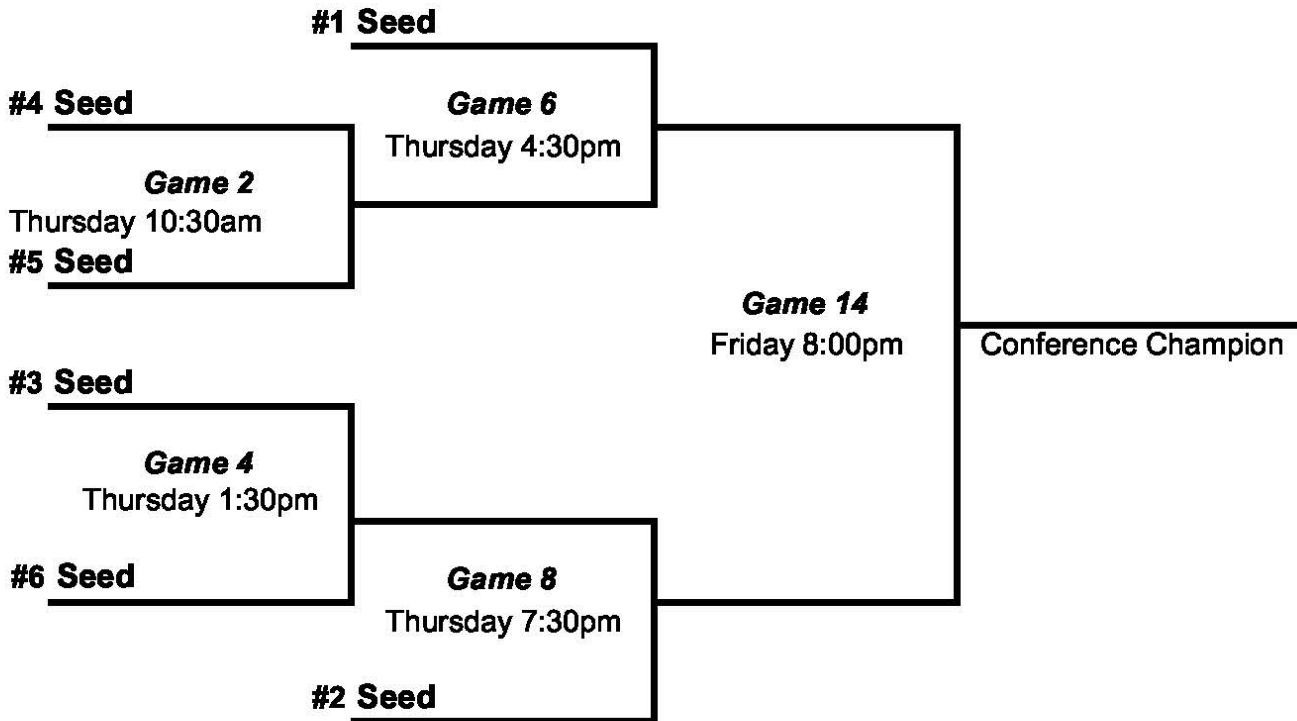 #1 Seed
#4 Seed
Game 6
Thursday 4:30pm
Game 2
Thursday 10:30am
#5 Seed
Game 14
Friday 8:00pm
Conference Champion
#3 Seed
Game 4
Thursday 1:30pm
#6 Seed
Game 8
Thursday 7:30pm
#2 Seed